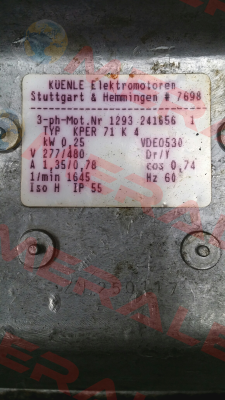 KUENLE Elektromotoren
Stuttgart & Hemmingen # 7698
3-ph-Mot.Nr 1293 241656 1
TYP KPER 71 K 4
kW 0,25 VDE0530
V 277/480 Dr/Y
A 1,35/0,78 cos 0,74
1/min 1645 Hz 60
Iso H IP 55